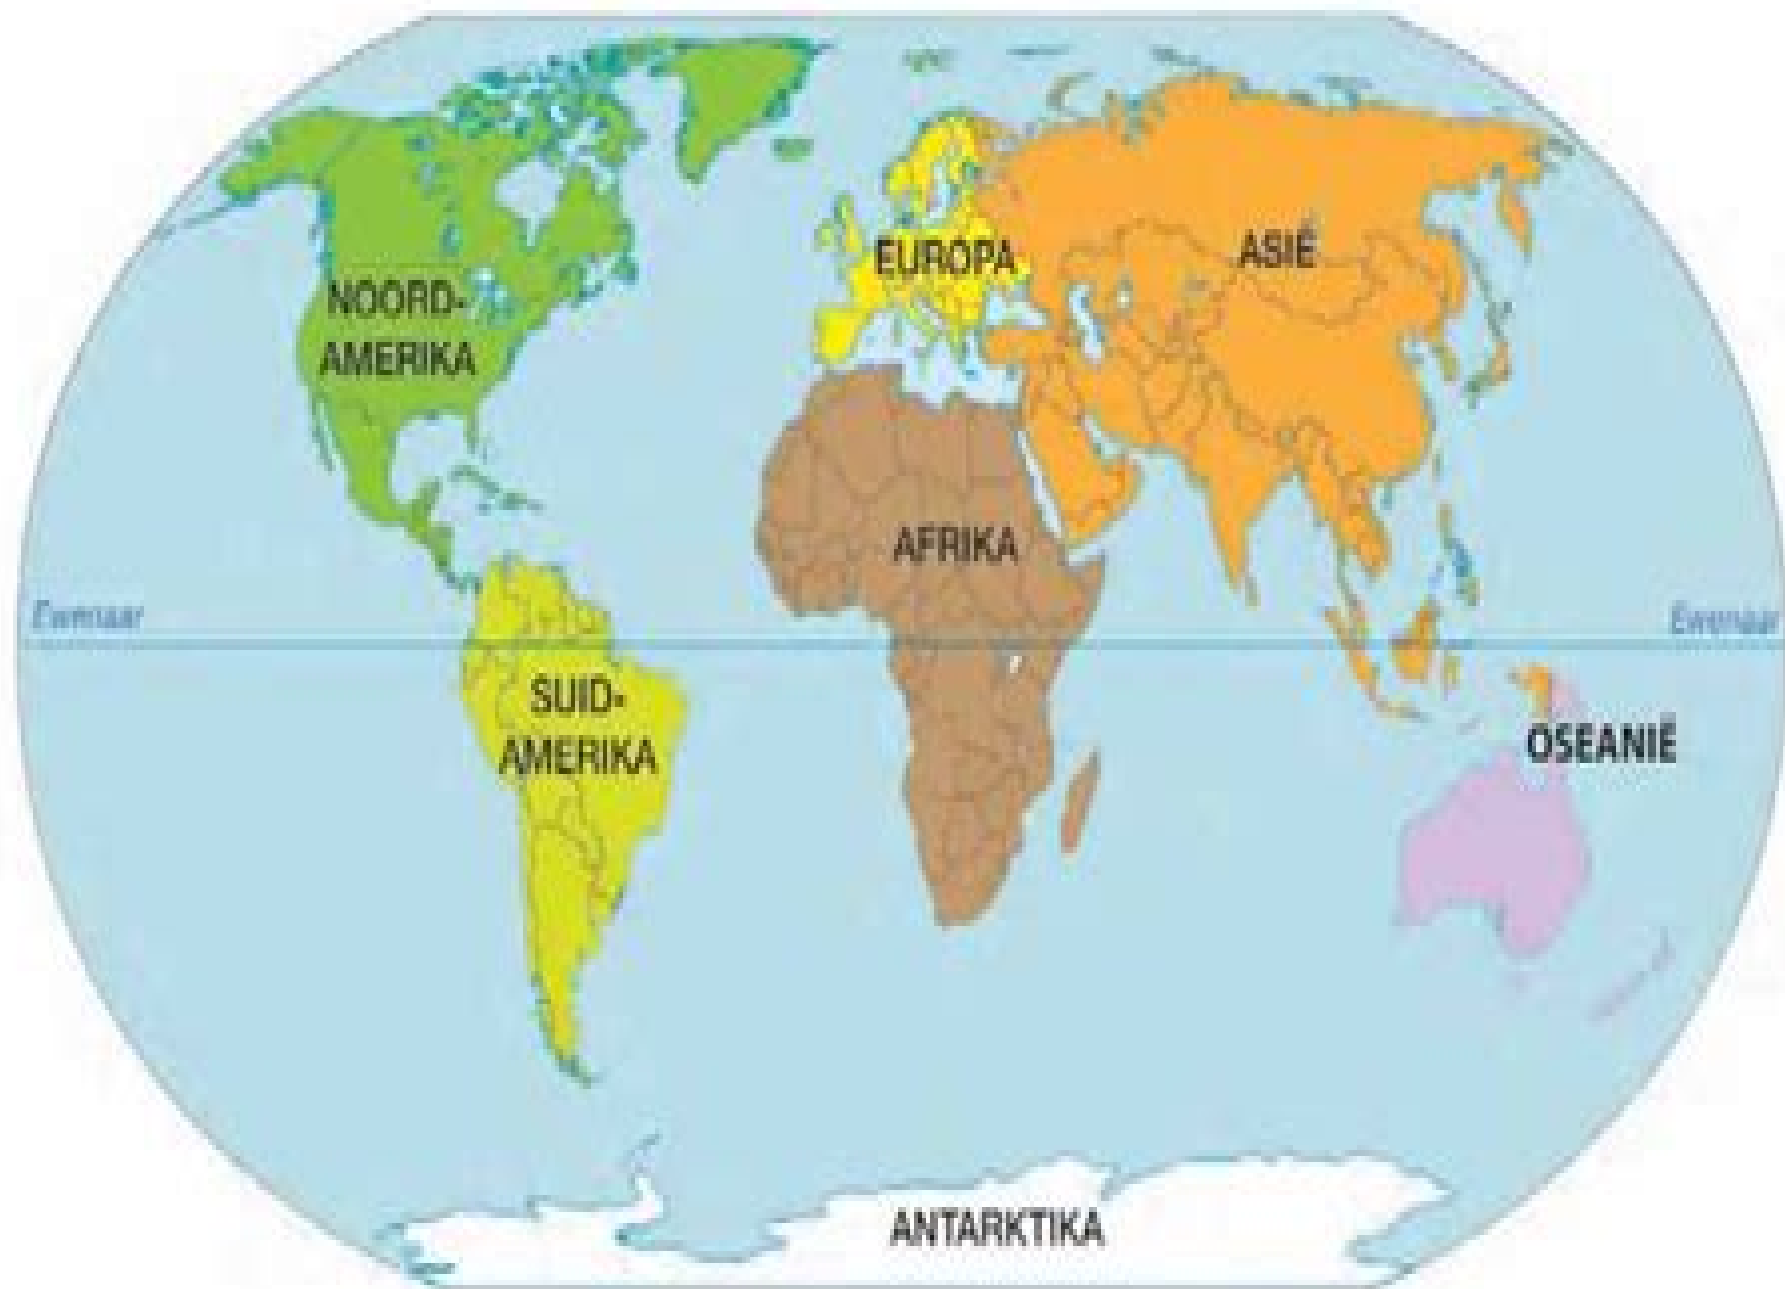 EUROPA
ASIË
NOORD-
AMERIKA
AFRIKA
Ewenaar
Ewenaar
SUID-
AMERIKA
OSEANIË
ANTARKTIKA